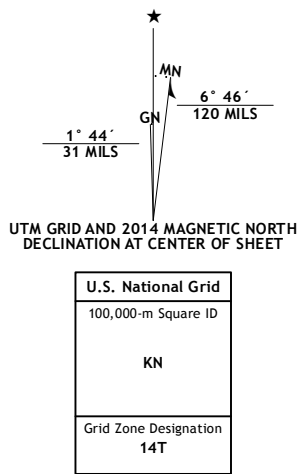 ★
MN
GN
6° 46´
120 MILS
1° 44´
31 MILS
UTM GRID AND 2014 MAGNETIC NORTH
DECLINATION AT CENTER OF SHEET
U.S. National Grid
100,000-m Square ID
KN
Grid Zone Designation
14T